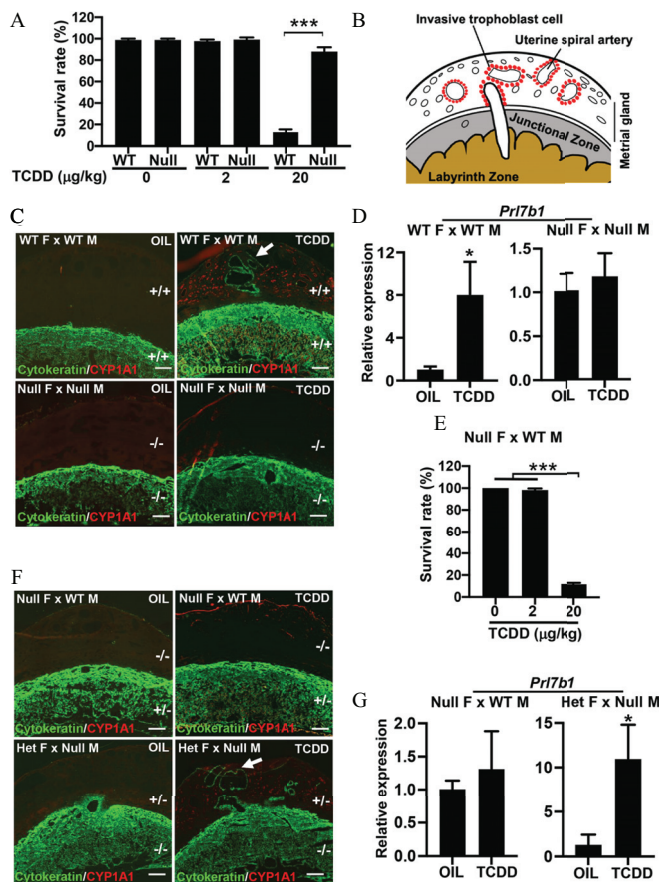 A
Survival rate (%)
120
100
80
60
40
20
0
***
WT Null WT Null WT Null
TCDD (µg/kg) 0 2 20
B
Invasive trophoblast cell
Uterine spiral artery
Metrial gland
Junctional Zone
Labyrinth Zone
C
WT F x WT M OIL
+/+
+/+
Cytokeratin/CYP1A1
WT F x WT M TCDD
+/+
+/+
Cytokeratin/CYP1A1
Null F x Null M OIL
-/-
-/-
Cytokeratin/CYP1A1
Null F x Null M TCDD
-/-
-/-
Cytokeratin/CYP1A1
D
Prl7b1
WT F x WT M Null F x Null M
Relative expression
12
8
4
0
*
OIL TCDD
1.5
1.0
0.5
0.0
OIL TCDD
E
Null F x WT M
Survival rate (%)
120
100
80
60
40
20
0
***
0 2 20
TCDD (µg/kg)
F
Null F x WT M OIL
-/-
+/-
Cytokeratin/CYP1A1
Null F x WT M TCDD
-/-
+/-
Cytokeratin/CYP1A1
Het F x Null M OIL
+/-
-/-
Cytokeratin/CYP1A1
Het F x Null M TCDD
+/-
-/-
Cytokeratin/CYP1A1
G
Prl7b1
Null F x WT M Het F x Null M
Relative expression
2.0
1.5
1.0
0.5
0.0
OIL TCDD
15
10
5
0
*
OIL TCDD